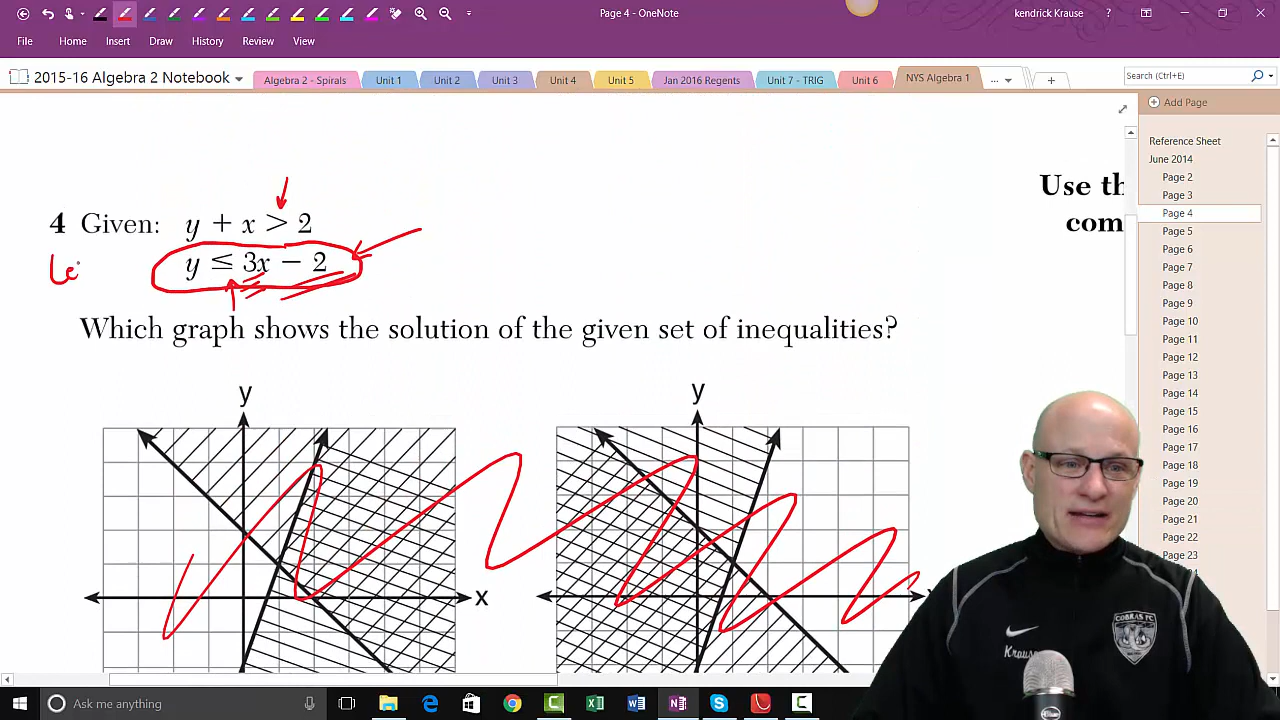 Page 4 - OneNote
kendrick Krause
?
File
Home
Insert
Draw
History
Review
View
2015-16 Algebra 2 Notebook
Algebra 2 - Spirals
Unit 1
Unit 2
Unit 3
Unit 4
Unit 5
Jan 2016 Regents
Unit 7 - TRIG
Unit 6
NYS Algebra 1
...
+
Search (Ctrl+E)
Add Page
Reference Sheet
June 2014
Page 2
Page 3
Page 4
Page 5
Page 6
Page 7
Page 8
Page 9
Page 10
Page 11
Page 12
Page 13
Page 14
Page 15
Page 16
Page 17
Page 18
Page 19
Page 20
Page 21
Page 22
Page 23
Use th
com
4 Given: y + x > 2
Le
y ≤ 3x − 2
Which graph shows the solution of the given set of inequalities?
y
y
x
COBRAS FC
Krause
Ask me anything